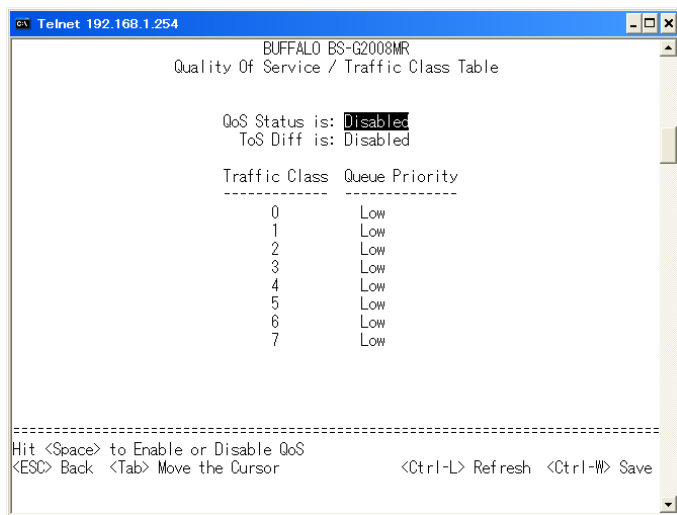 Telnet 192.168.1.254
BUFFALO BS-G2008MR
Quality Of Service / Traffic Class Table
QoS Status is: Disabled
ToS Diff is: Disabled
Traffic Class Queue Priority
------------- --------------
0 Low
1 Low
2 Low
3 Low
4 Low
5 Low
6 Low
7 Low
================================================================================
Hit <Space> to Enable or Disable QoS
<ESC> Back <Tab> Move the Cursor <Ctrl-L> Refresh <Ctrl-W> Save